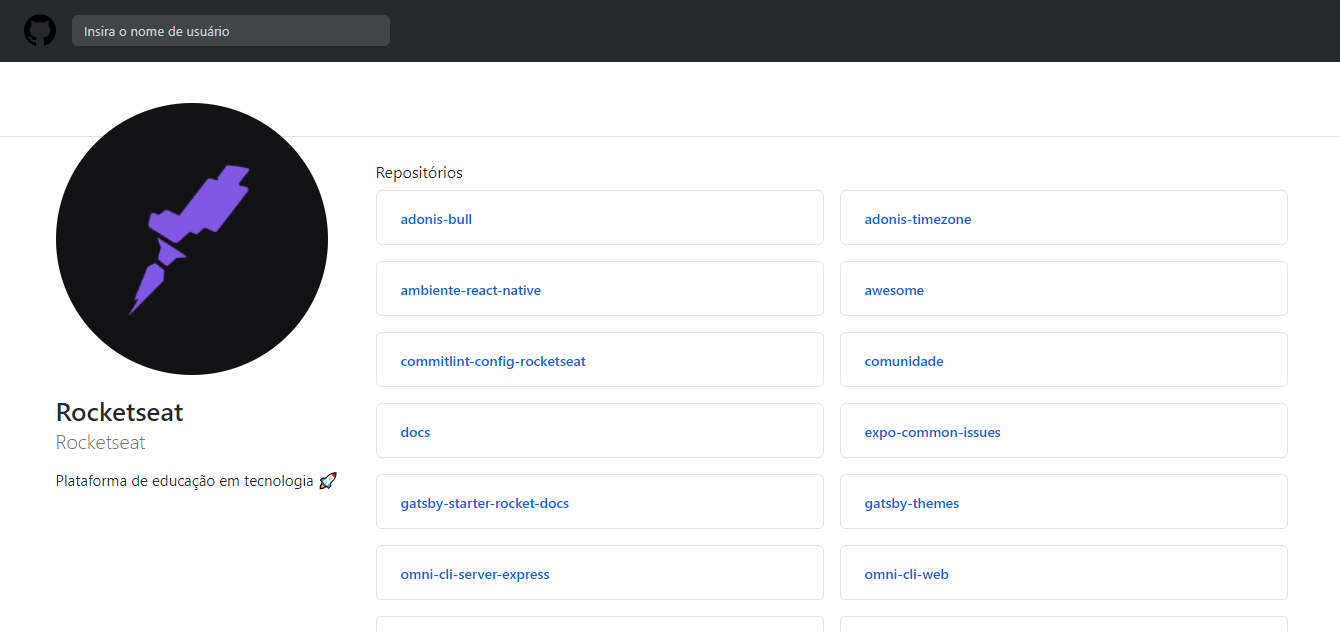 Insira o nome de usuário
Rocketseat
Rocketseat
Plataforma de educação em tecnologia 🚀
Repositórios
adonis-bull
adonis-timezone
ambiente-react-native
awesome
commitlint-config-rocketseat
comunidade
docs
expo-common-issues
gatsby-starter-rocket-docs
gatsby-themes
omni-cli-server-express
omni-cli-web